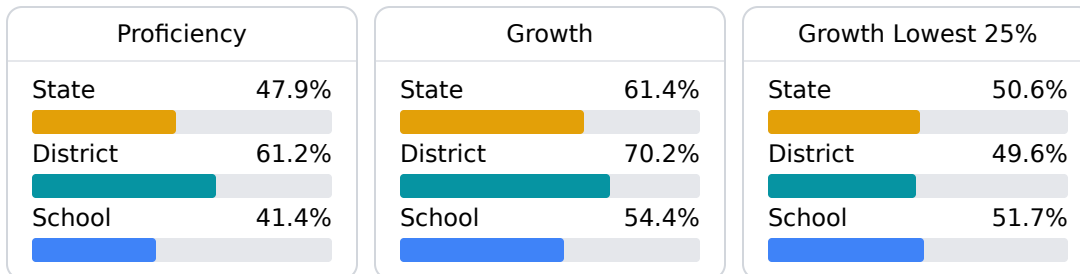 Proficiency
State 47.9%
District 61.2%
School 41.4%
Growth
State 61.4%
District 70.2%
School 54.4%
Growth Lowest 25%
State 50.6%
District 49.6%
School 51.7%